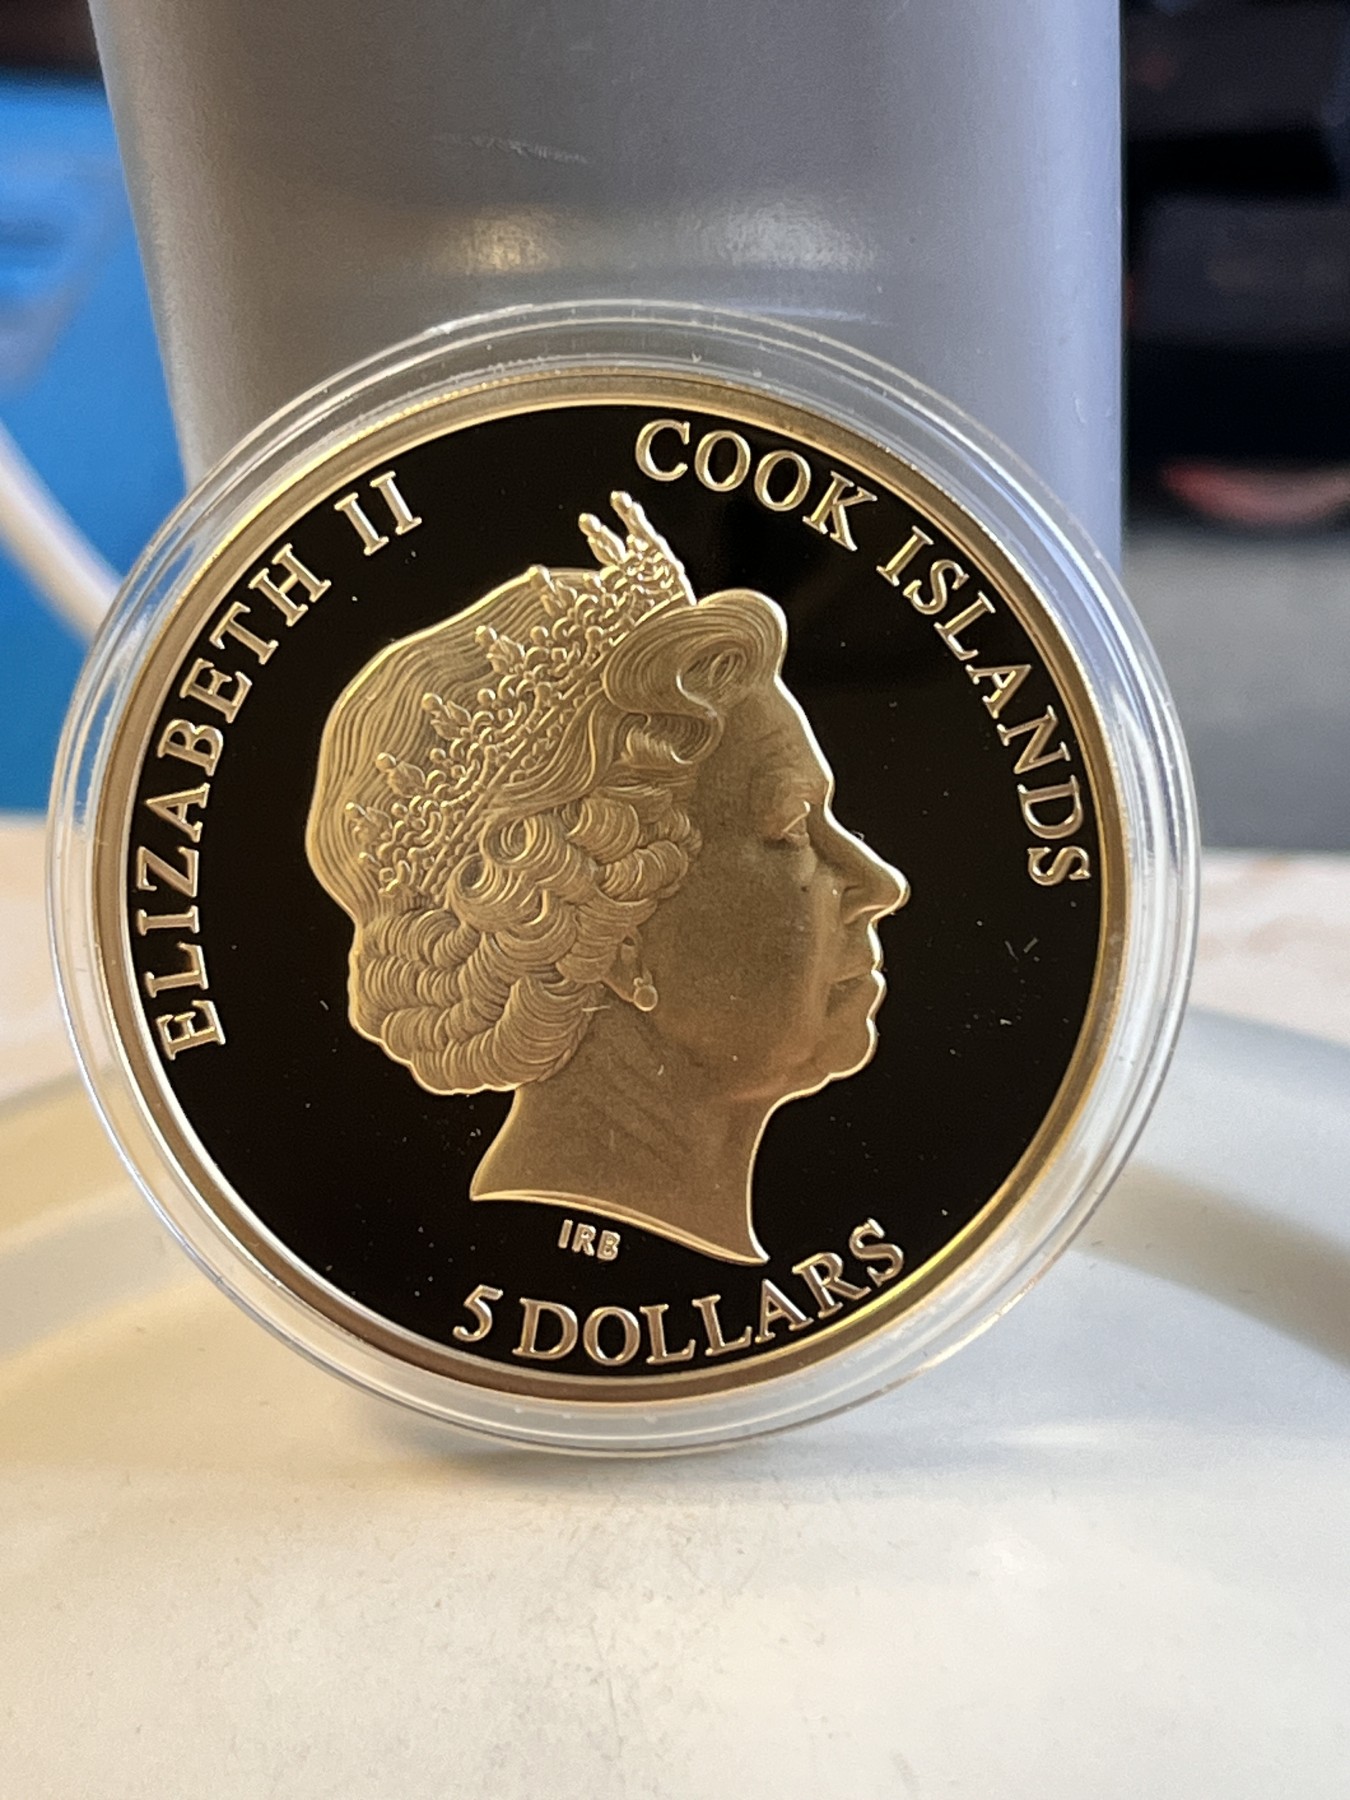 ELIZABETH II
COOK ISLANDS
IRB
5 DOLLARS